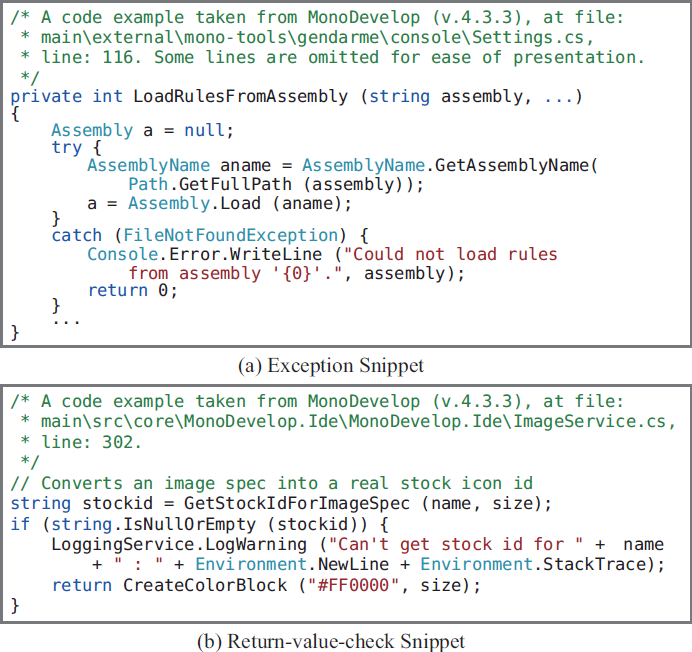 /* A code example taken from MonoDevelop (v.4.3.3), at file:
 * main\external\mono-tools\gendarme\console\Settings.cs,
 * line: 116. Some lines are omitted for ease of presentation.
 */
private int LoadRulesFromAssembly (string assembly, ...)
{
    Assembly a = null;
    try {
        AssemblyName aname = AssemblyName.GetAssemblyName(
            Path.GetFullPath (assembly));
        a = Assembly.Load (aname);
    }
    catch (FileNotFoundException) {
        Console.Error.WriteLine ("Could not load rules
            from assembly '{0}'.", assembly);
        return 0;
    }
    ...
}
(a) Exception Snippet
/* A code example taken from MonoDevelop (v.4.3.3), at file:
 * main\src\core\MonoDevelop.Ide\MonoDevelop.Ide\ImageService.cs,
 * line: 302.
 */
// Converts an image spec into a real stock icon id
string stockid = GetStockIdForImageSpec (name, size);
if (string.IsNullOrEmpty (stockid)) {
    LoggingService.LogWarning ("Can't get stock id for " + name
        + " : " + Environment.NewLine + Environment.StackTrace);
    return CreateColorBlock ("#FF0000", size);
}
(b) Return-value-check Snippet